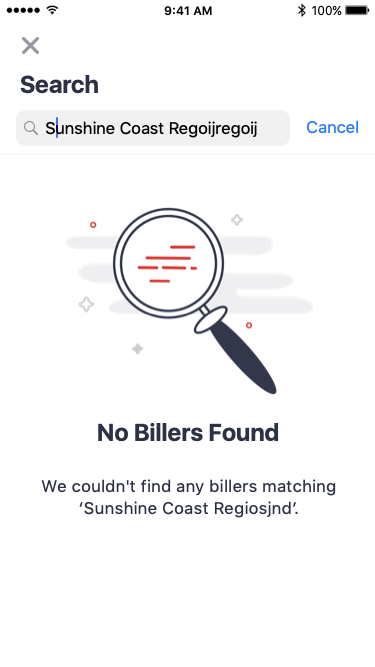 9:41 AM
100%
Search
Sunshine Coast Regoijregoij
Cancel
No Billers Found
We couldn't find any billers matching
‘Sunshine Coast Regiosjnd’.